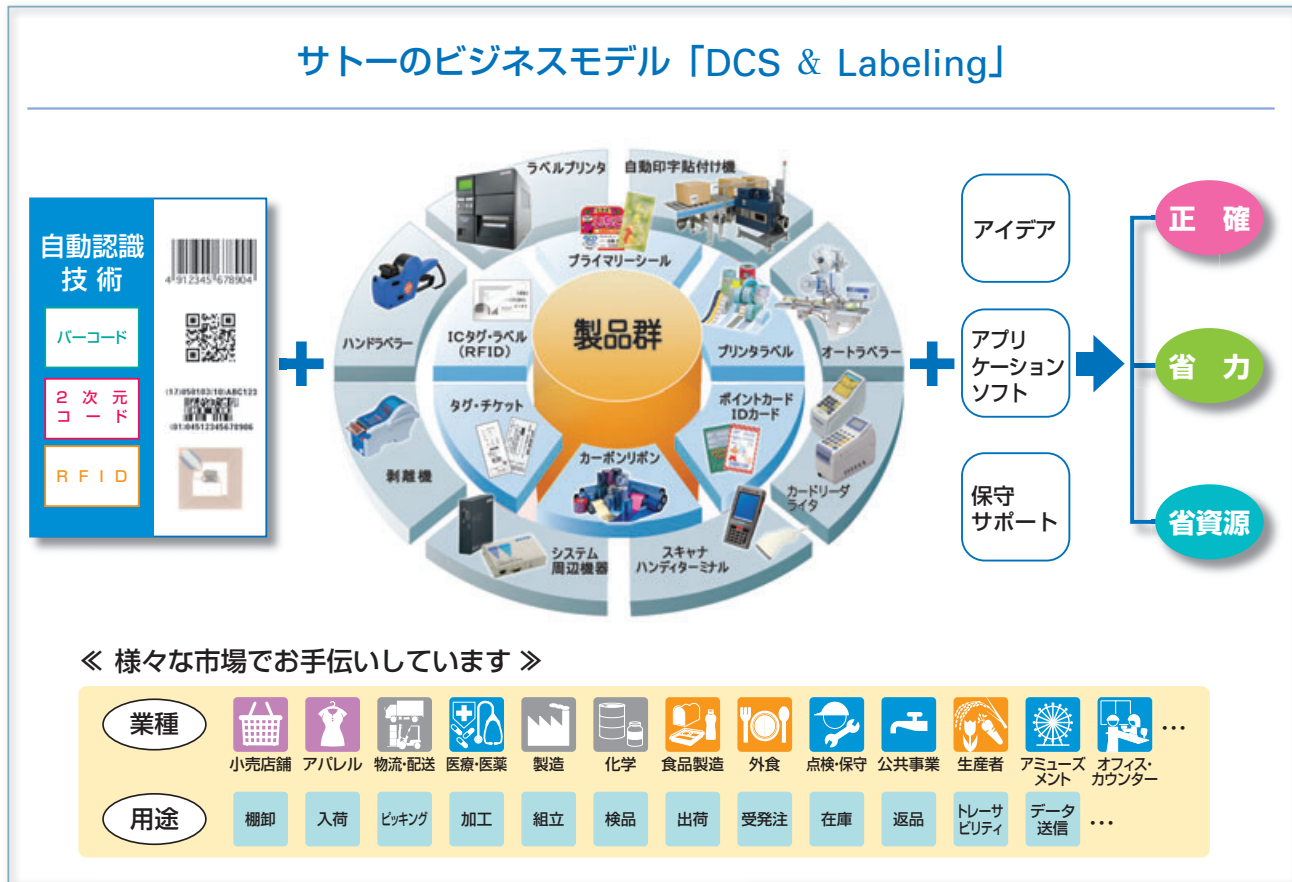 サトーのビジネスモデル「DCS & Labeling」
自動認識
技術
バーコード
2次元
コード
RFID
4 912345 678904
(17)050103(10)ABC123
(01)04512345678906
ラベルプリンタ
自動印字貼付け機
プライマリーシール
ハンドラベラー
ICタグ・ラベル
(RFID)
製品群
プリンタラベル
オートラベラー
タグ・チケット
ポイントカード
IDカード
剥離機
カーボンリボン
カードリーダ
ライタ
システム
周辺機器
スキャナ
ハンディターミナル
アイデア
アプリ
ケーション
ソフト
保守
サポート
正 確
省 力
省資源
≪ 様々な市場でお手伝いしています ≫
業種
小売店舗 アパレル 物流・配送 医療・医薬 製造 化学 食品製造 外食 点検・保守 公共事業 生産者 アミューズ オフィス・ …
メント カウンター
用途 棚卸 入荷 ピッキング 加工 組立 検品 出荷 受発注 在庫 返品 トレーサ データ …
ビリティ 送信